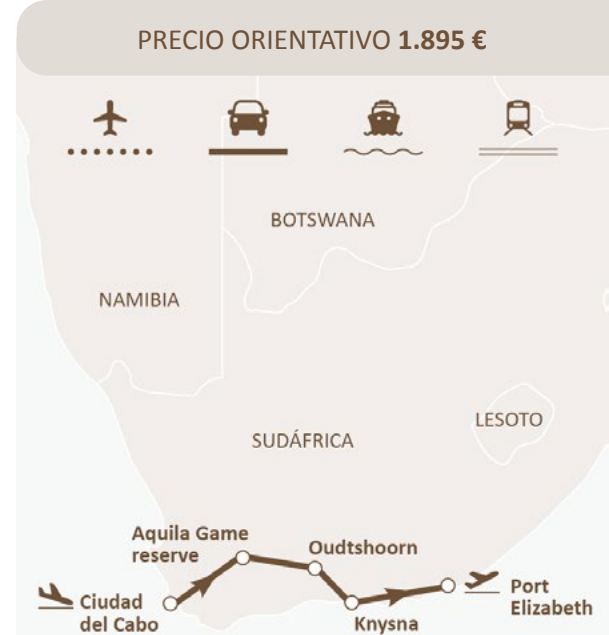 PRECIO ORIENTATIVO 1.895 €
BOTSWANA
NAMIBIA
LESOTO
SUDÁFRICA
Aquila Game
reserve
Oudtshoorn
Ciudad
del Cabo
Knysna
Port
Elizabeth